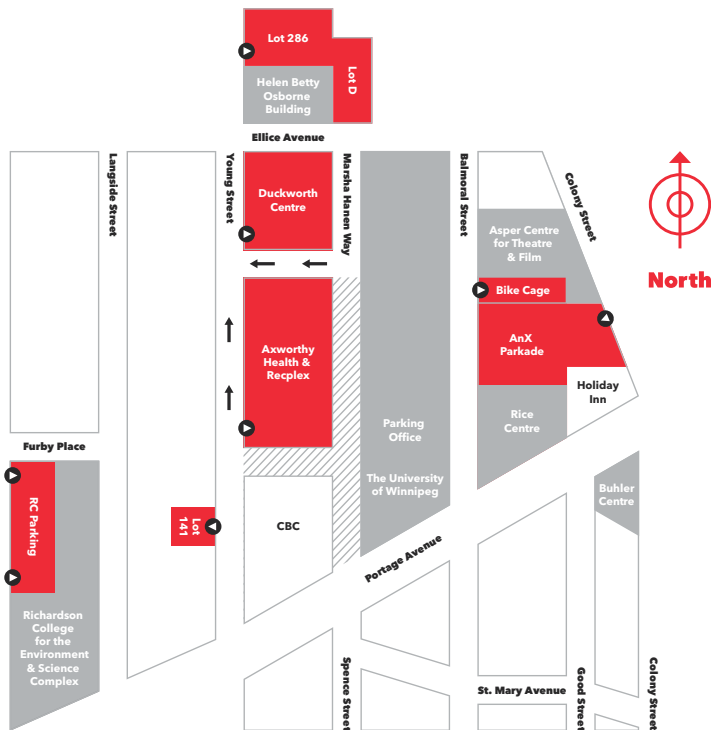 Lot 286
Lot D
Helen Betty
Osborne
Building
Ellice Avenue
Langside Street
Young Street
Marsha Hanen Way
Balmoral Street
Colony Street
Duckworth
Centre
Asper Centre
for Theatre
& Film
North
Bike Cage
Axworthy
Health &
Recplex
AnX
Parkade
Holiday
Inn
Parking
Office
Rice
Centre
Furby Place
The University
of Winnipeg
Buhler
Centre
RC Parking
Lot
141
CBC
Portage Avenue
Richardson
College
for the
Environment
& Science
Complex
Spence Street
St. Mary Avenue
Good Street
Colony Street